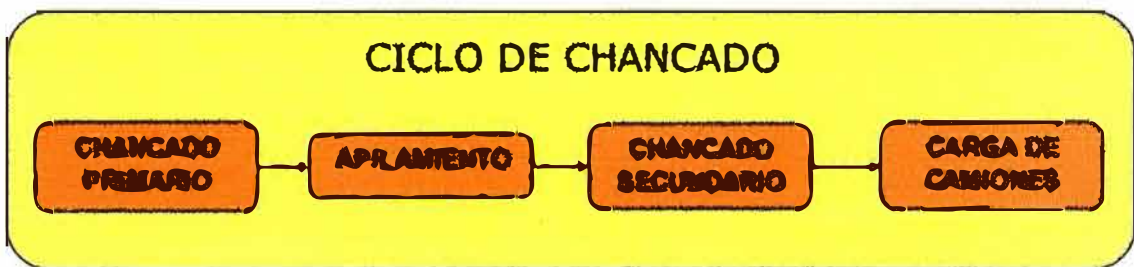 CICLO DE CHANCADO
CHANCADO
PRIMARIO
APILAMIENTO
CHANCADO
SECUNDARIO
CARGA DE
CAMIONES